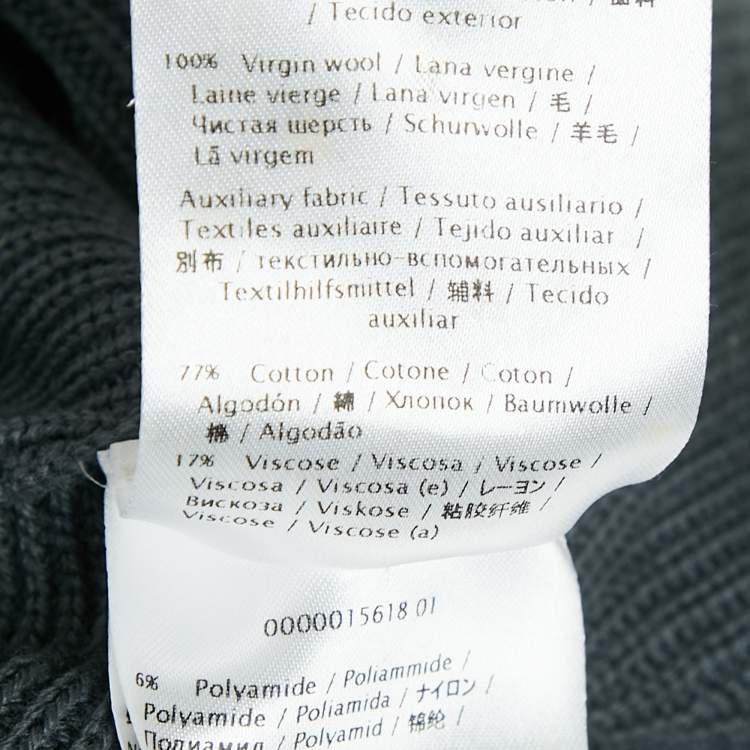 / Tecido exterior
100% Virgin wool / Lana vergine /
Laine vierge / Lana virgen / 毛 /
Чистая шерсть / Schurwolle / 羊毛 /
Lã virgem
Auxiliary fabric / Tessuto ausiliario /
Textiles auxiliaire / Tejido auxiliar /
別布 / текстильно-вспомогательных /
Textilhilfsmittel / 辅料 / Tecido
auxiliar
77% Cotton / Cotone / Coton /
Algodón / 綿 / Хлопок / Baumwolle /
棉 / Algodão
17% Viscose / Viscosa / Viscose /
Viscosa / Viscosa (e) / レーヨン /
Вискоза / Viskose / 粘胶纤维 /
Viscose / Viscose (a)
0000015618 01
6% Polyamide / Poliammide /
Polyamide / Poliamida / ナイロン /
Полиамид / Polyamid / 锦纶 /